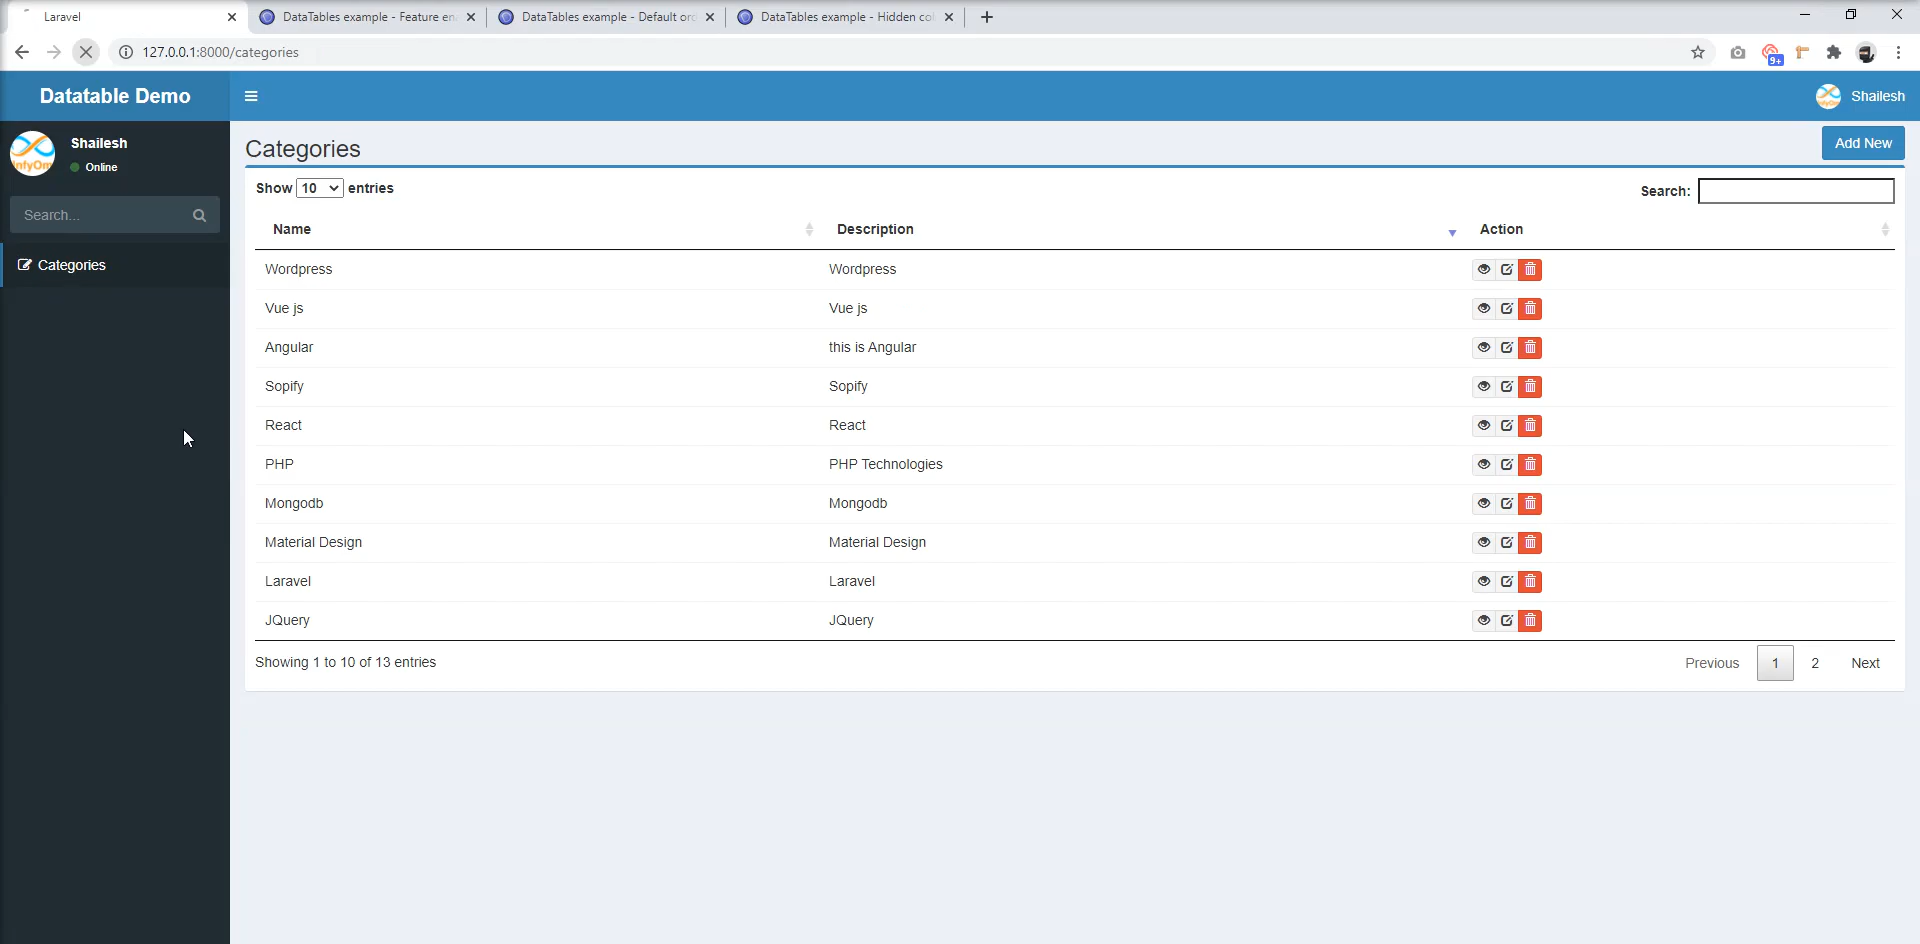 Laravel
DataTables example - Feature en
DataTables example - Default ord
DataTables example - Hidden co
127.0.0.1:8000/categories
9+
Datatable Demo
Shailesh
Shailesh
Online
Search...
Categories
Categories
Add New
Show 10 entries
Search:
Name Description Action
Wordpress Wordpress
Vue js Vue js
Angular this is Angular
Sopify Sopify
React React
PHP PHP Technologies
Mongodb Mongodb
Material Design Material Design
Laravel Laravel
JQuery JQuery
Showing 1 to 10 of 13 entries
Previous 1 2 Next